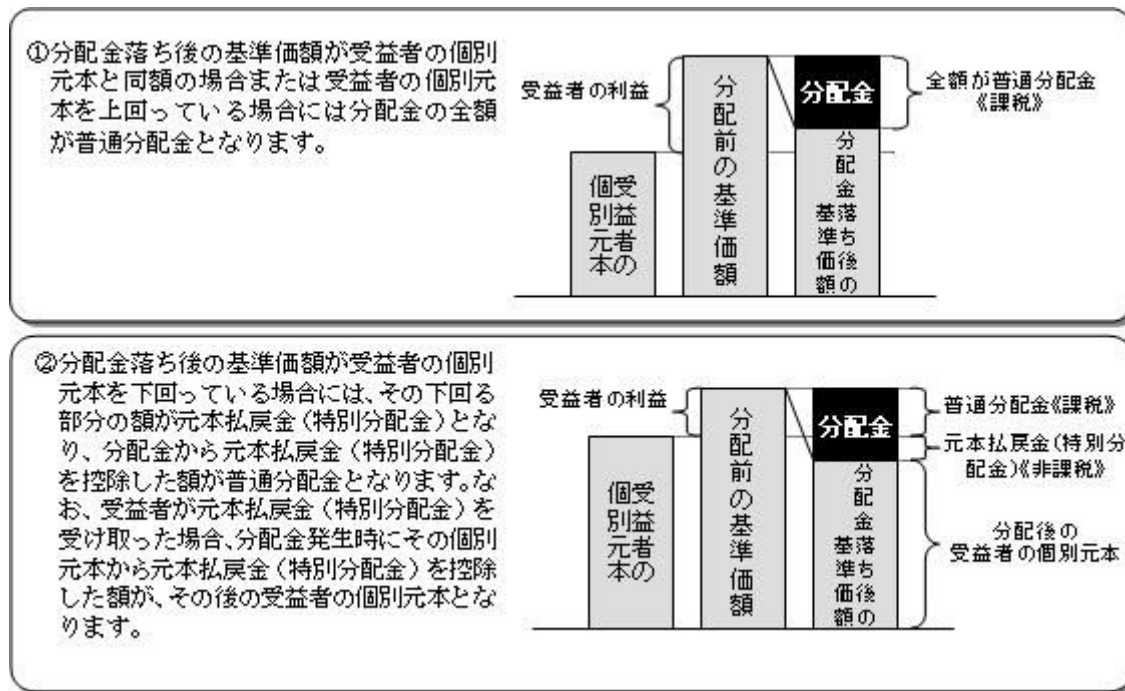 ①分配金落ち後の基準価額が受益者の個別
元本と同額の場合または受益者の個別元
本を上回っている場合には分配金の全額
が普通分配金となります。
受益者の利益
受益者の
個別元本
分配前の基準価額
分配金
分配金落ち後の
基準価額
全額が普通分配金
《課税》
②分配金落ち後の基準価額が受益者の個別
元本を下回っている場合には、その下回る
部分の額が元本払戻金(特別分配金)とな
り、分配金から元本払戻金(特別分配金)
を控除した額が普通分配金となります。な
お、受益者が元本払戻金(特別分配金)を
受け取った場合、分配金発生時にその個別
元本から元本払戻金(特別分配金)を控除
した額が、その後の受益者の個別元本とな
ります。
受益者の利益
受益者の
個別元本
分配前の基準価額
分配金
分配金落ち後の
基準価額
普通分配金《課税》
元本払戻金(特別分
配金)《非課税》
分配後の
受益者の個別元本